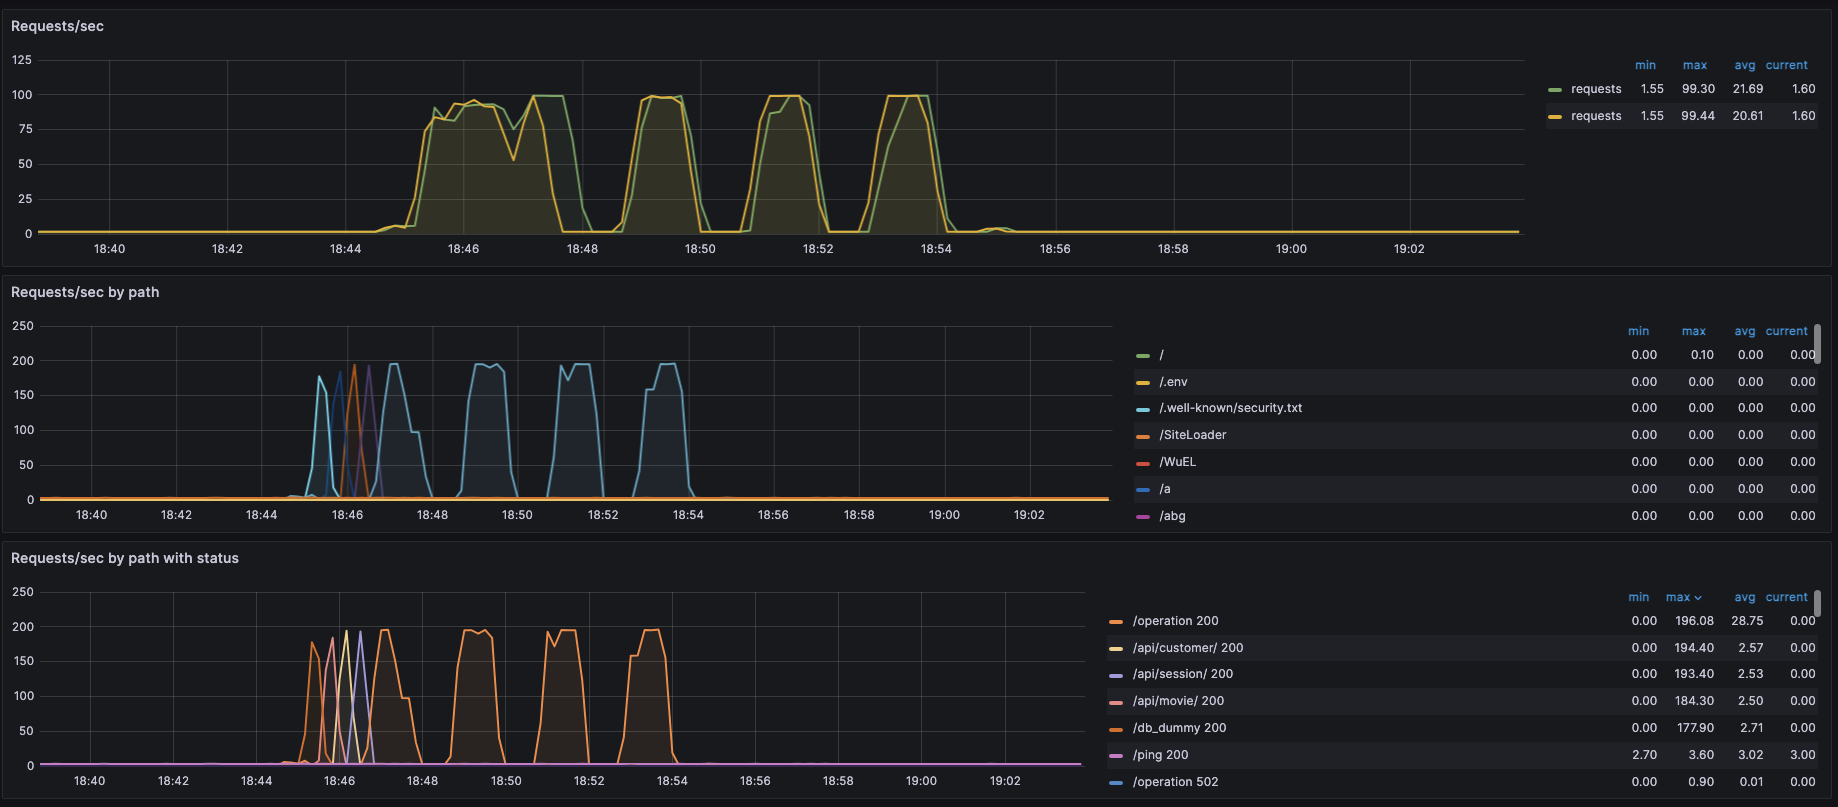 Requests/sec
125
100
75
50
25
0
18:40 18:42 18:44 18:46 18:48 18:50 18:52 18:54 18:56 18:58 19:00 19:02
min max avg current
requests 1.55 99.30 21.69 1.60
requests 1.55 99.44 20.61 1.60
Requests/sec by path
250
200
150
100
50
0
18:40 18:42 18:44 18:46 18:48 18:50 18:52 18:54 18:56 18:58 19:00 19:02
min max avg current
/ 0.00 0.10 0.00 0.00
/.env 0.00 0.00 0.00 0.00
/.well-known/security.txt 0.00 0.00 0.00 0.00
/SiteLoader 0.00 0.00 0.00 0.00
/WuEL 0.00 0.00 0.00 0.00
/a 0.00 0.00 0.00 0.00
/abg 0.00 0.00 0.00 0.00
Requests/sec by path with status
250
200
150
100
50
0
18:40 18:42 18:44 18:46 18:48 18:50 18:52 18:54 18:56 18:58 19:00 19:02
min max avg current
/operation 200 0.00 196.08 28.75 0.00
/api/customer/ 200 0.00 194.40 2.57 0.00
/api/session/ 200 0.00 193.40 2.53 0.00
/api/movie/ 200 0.00 184.30 2.50 0.00
/db_dummy 200 0.00 177.90 2.71 0.00
/ping 200 2.70 3.60 3.02 3.00
/operation 502 0.00 0.90 0.01 0.00